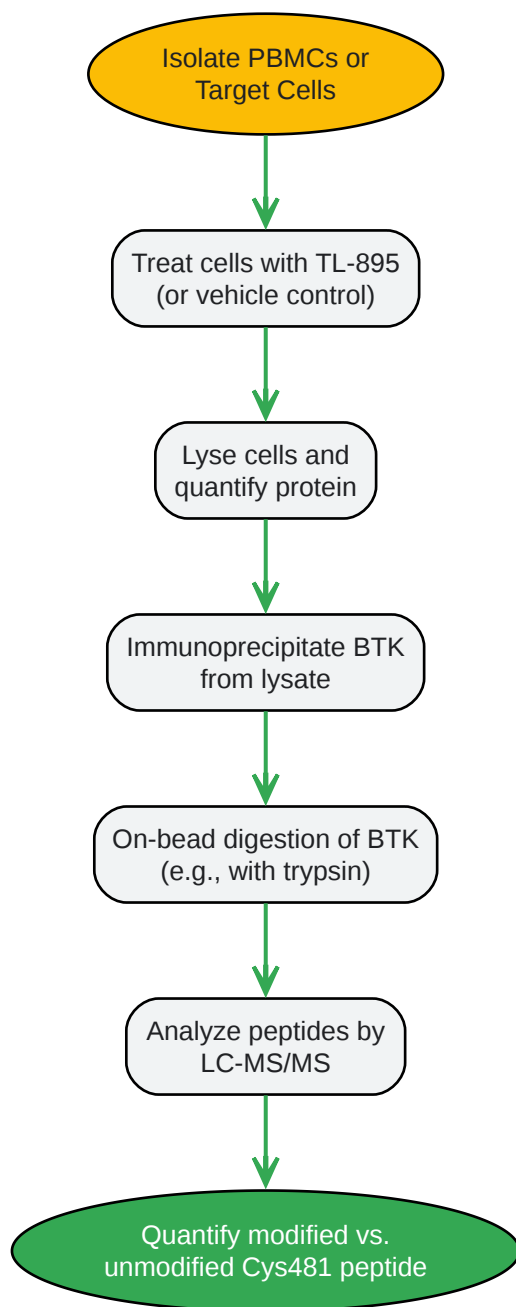 Isolate PBMCs or
Target Cells
Treat cells with TL-895
(or vehicle control)
Lyse cells and
quantify protein
Immunoprecipitate BTK
from lysate
On-bead digestion of BTK
(e.g., with trypsin)
Analyze peptides by
LC-MS/MS
Quantify modified vs.
unmodified Cys481 peptide